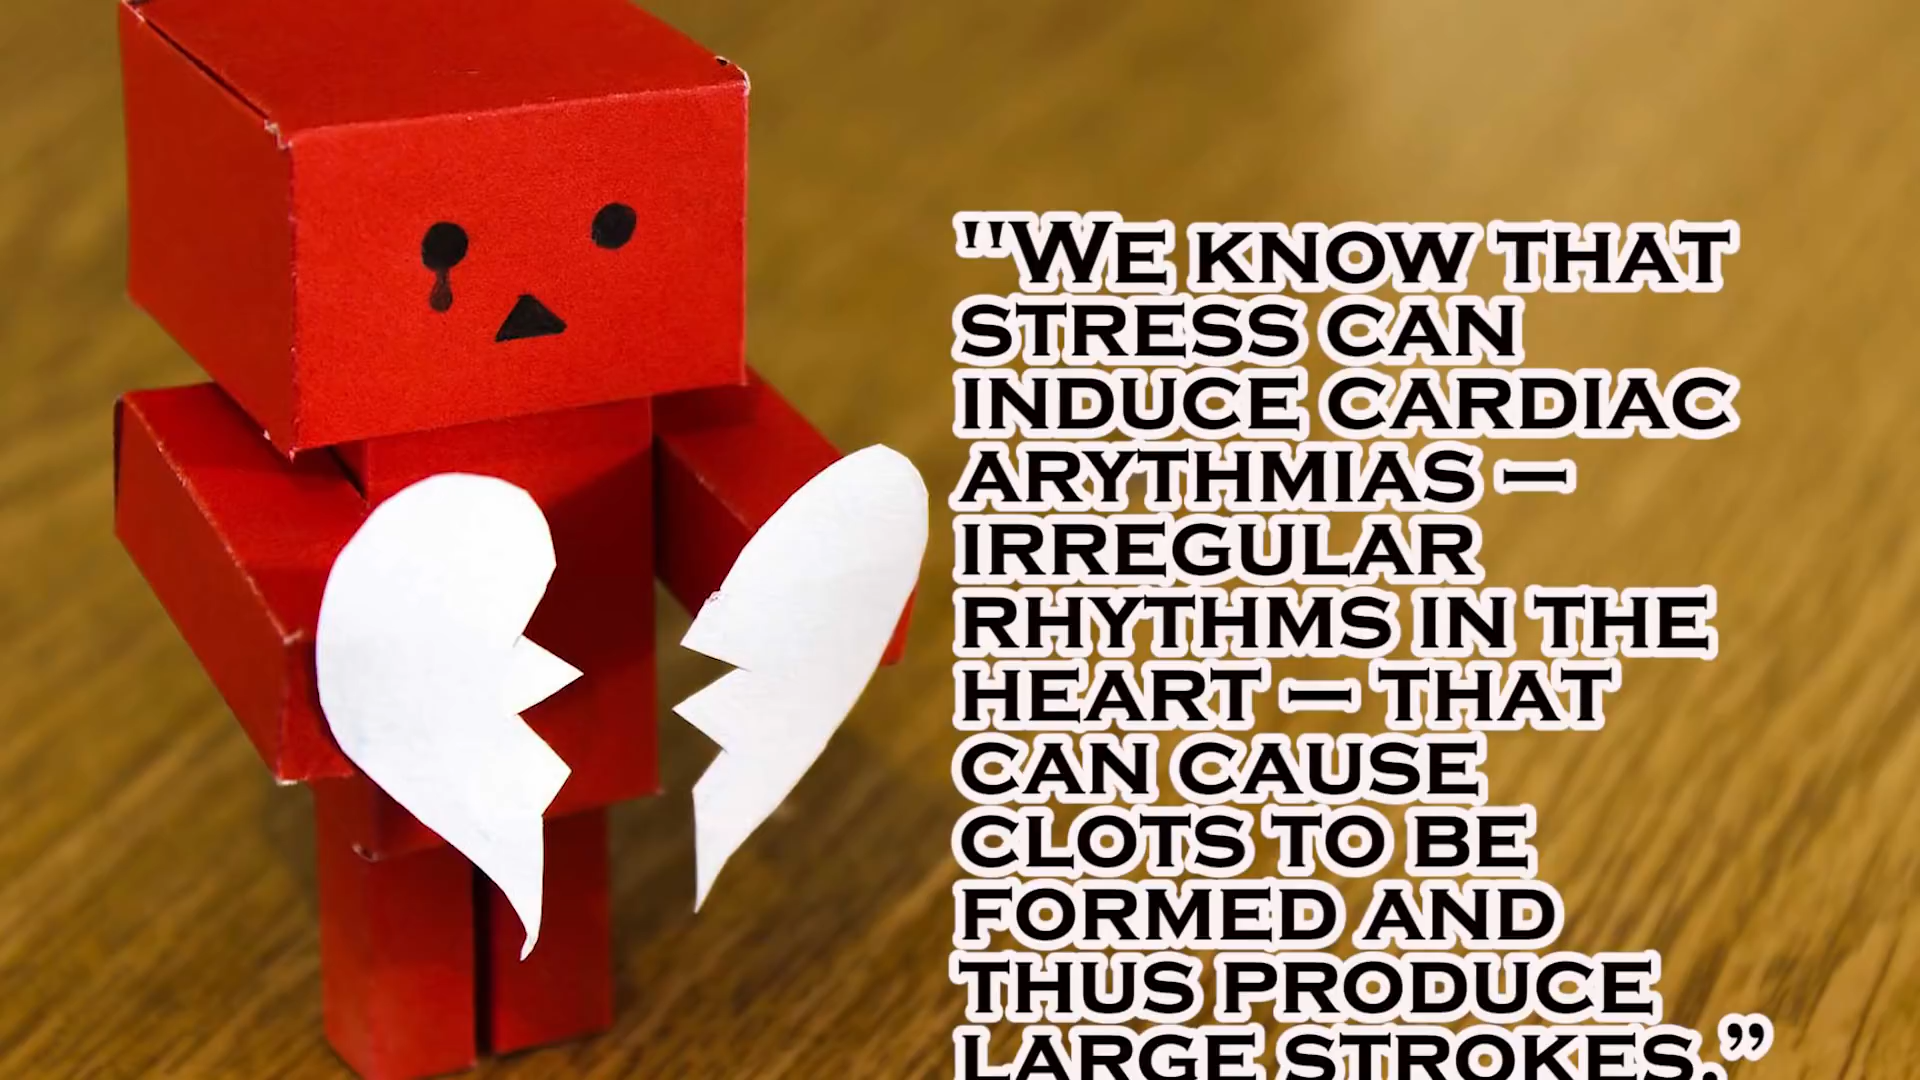 "We know that
stress can
induce cardiac
arythmias —
irregular
rhythms in the
heart — that
can cause
clots to be
formed and
thus produce
large strokes.”